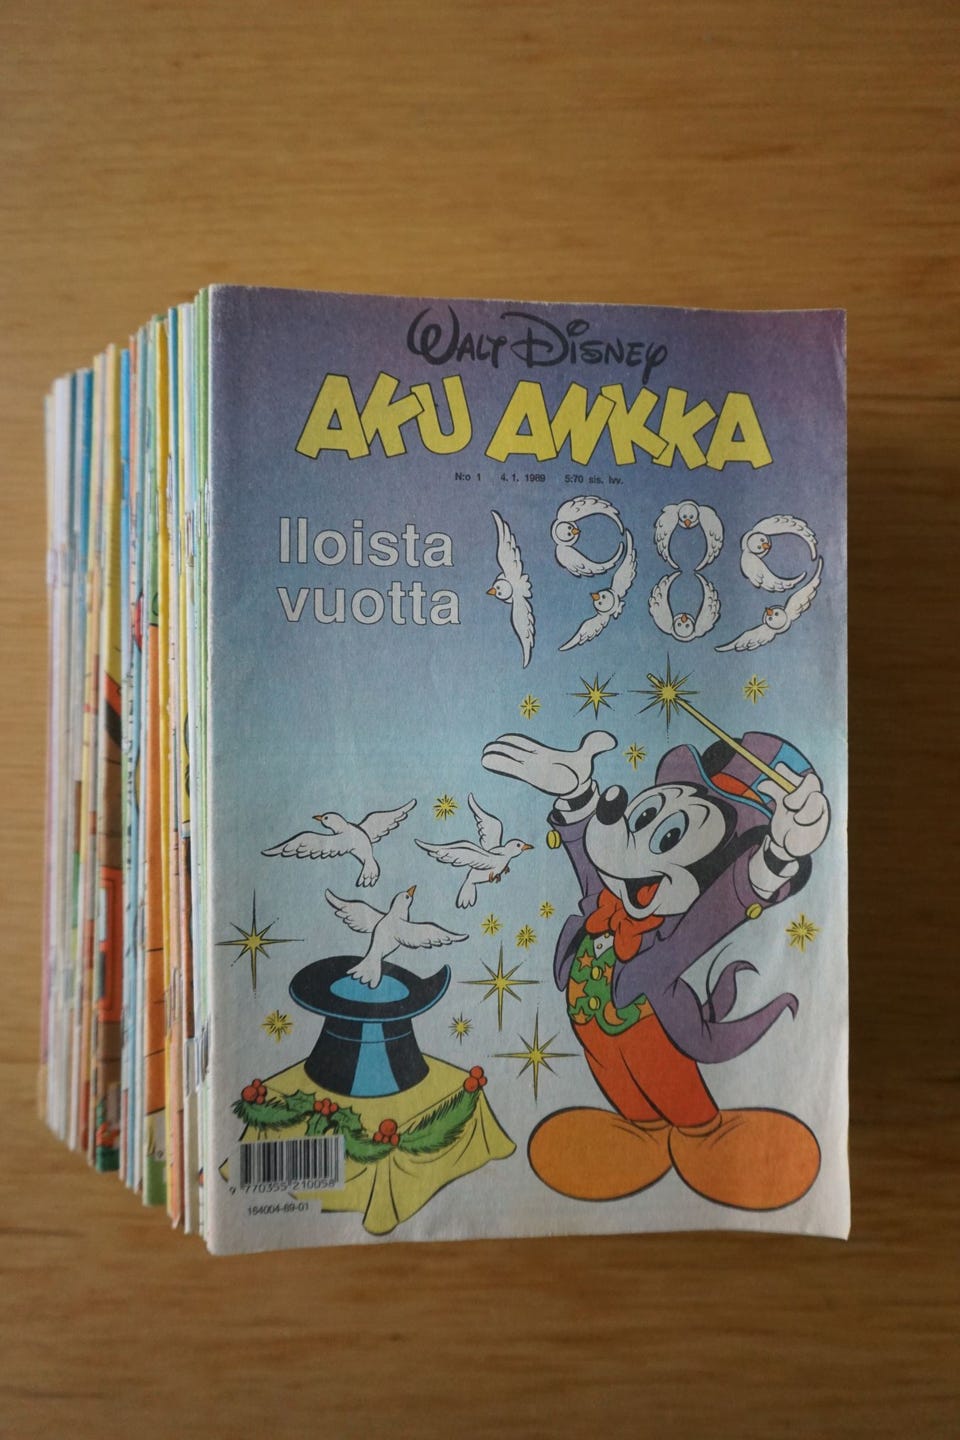 WALT DISNEY
AKU ANKKA
N:o 1 4.1.1989 5:70 sis. lvv.
Iloista
vuotta
1989
9 770355 210058
164004-89-01